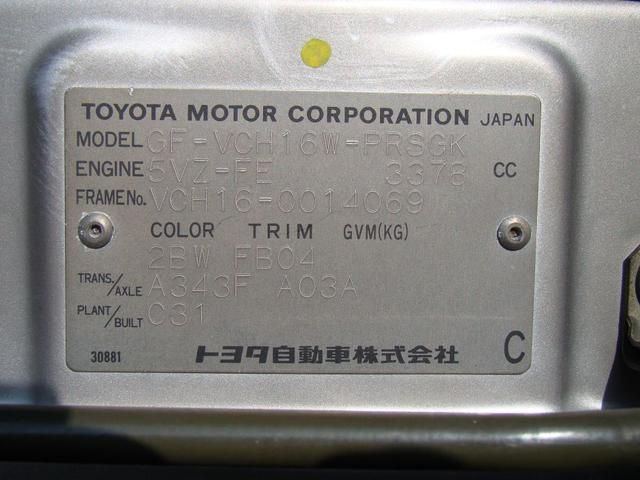 TOYOTA MOTOR CORPORATION JAPAN
MODEL GF-VCH16W-PRSGK
ENGINE 5VZ-FE 3378 CC
FRAME No. VCH16-0014069
COLOR TRIM GVM(KG)
2BW FB04
TRANS./AXLE A343F A03A
PLANT/BUILT C31
30881 トヨタ自動車株式会社 C